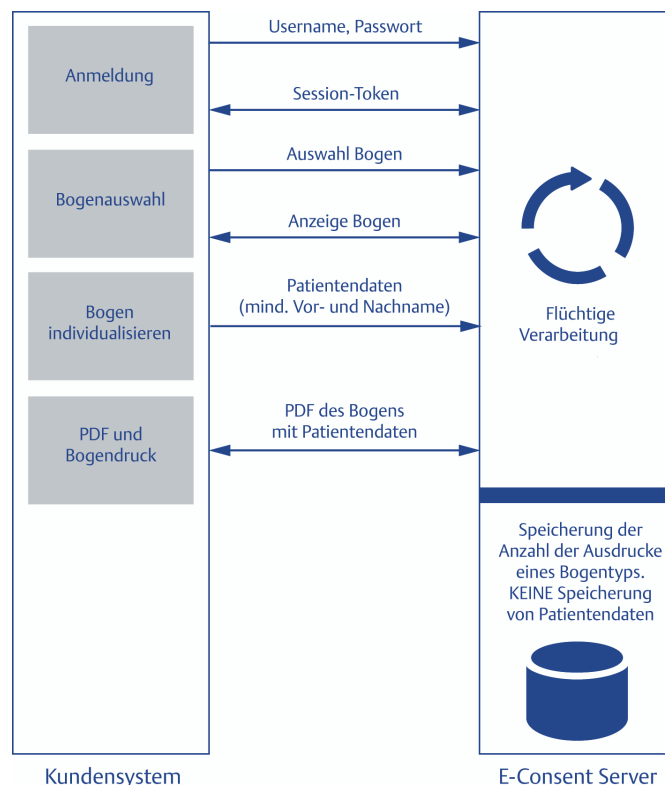 Username, Passwort
Anmeldung
Session-Token
Auswahl Bogen
Bogenauswahl
Anzeige Bogen
Patientendaten
(mind. Vor- und Nachname)
Bogen
individualisieren
Flüchtige
Verarbeitung
PDF des Bogens
mit Patientendaten
PDF und
Bogendruck
Speicherung der
Anzahl der Ausdrucke
eines Bogentyps.
KEINE Speicherung
von Patientendaten
Kundensystem
E-Consent Server